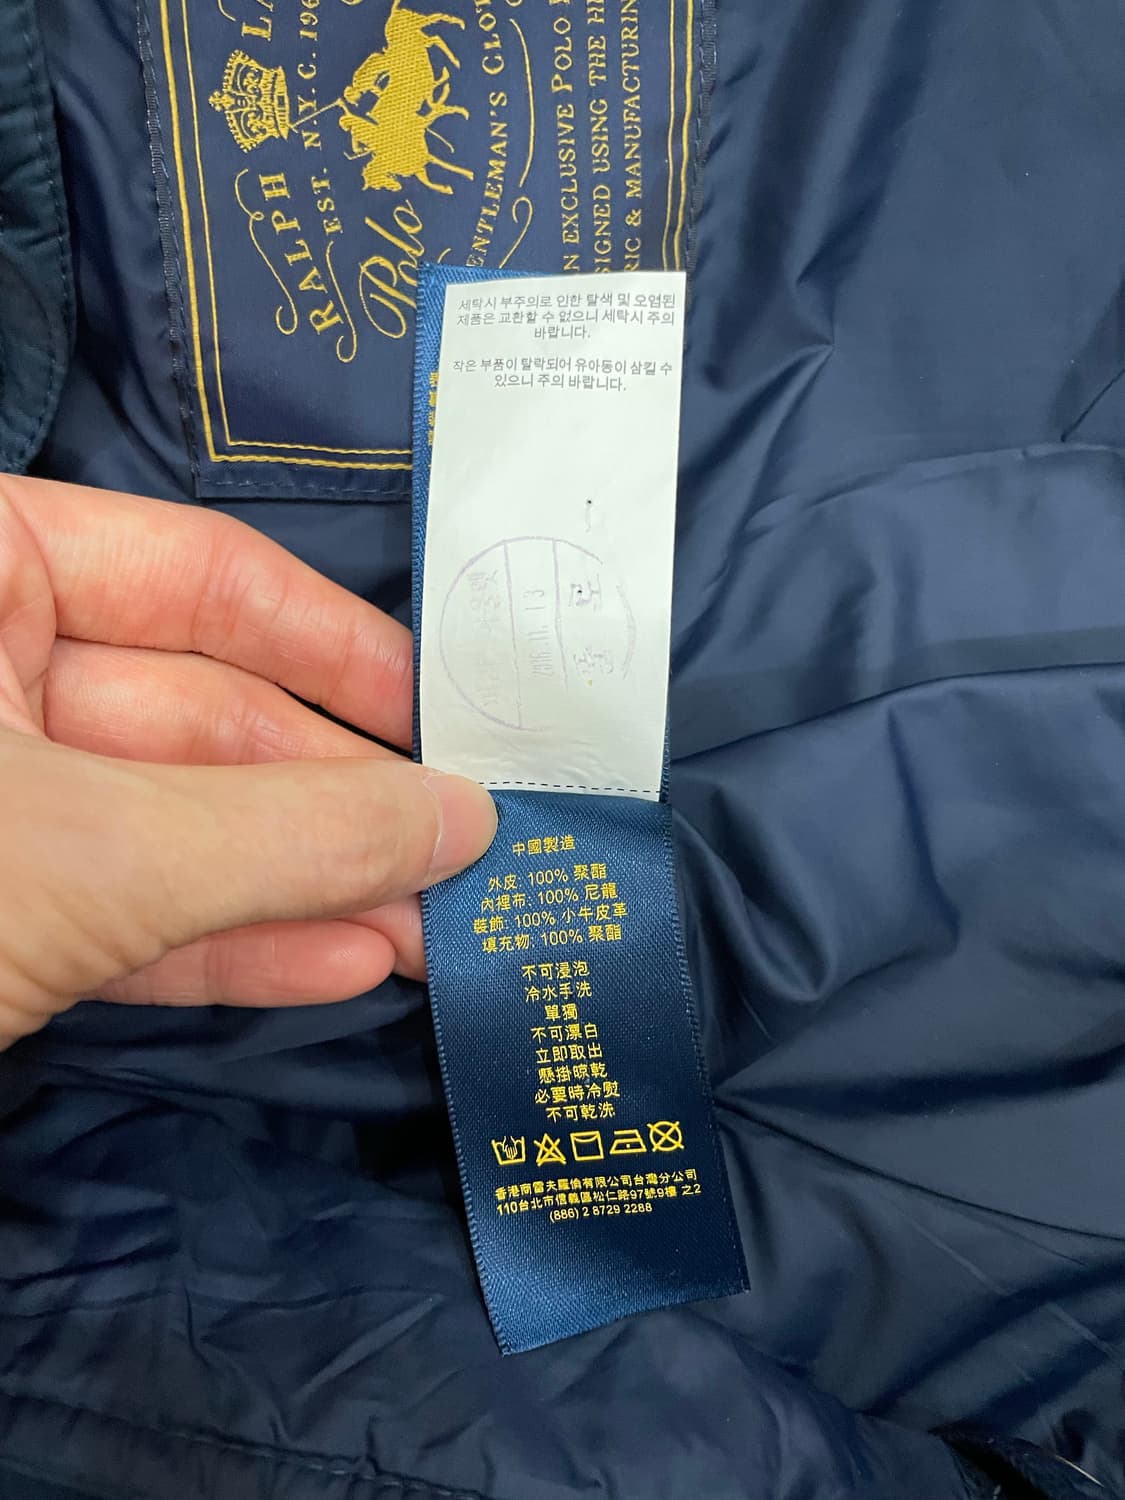 RALPH LA
EST. N.Y.C. 196
Polo
GENTLEMAN'S CLO
N EXCLUSIVE POLO
SIGNED USING THE
RIC & MANUFACTURIN
세탁시 부주의로 인한 탈색 및 오염된
제품은 교환할 수 없으니 세탁시 주의
바랍니다.
작은 부품이 탈락되어 유아동이 삼킬 수
있으니 주의 바랍니다.
2016.11.13
中國製造
外皮: 100% 聚酯
內裡布: 100% 尼龍
裝飾: 100% 小牛皮革
填充物: 100% 聚酯
不可浸泡
冷水手洗
單獨
不可漂白
立即取出
懸掛晾乾
必要時冷熨
不可乾洗
香港商雷夫羅倫有限公司台灣分公司
110台北市信義區松仁路97號9樓 之2
(886) 2 8729 2288